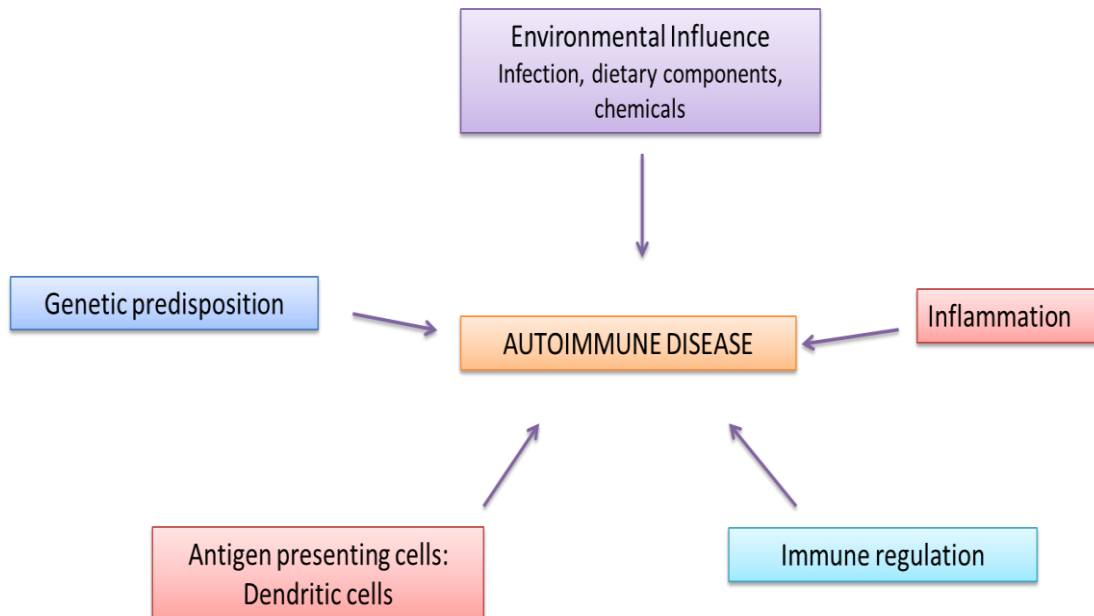 Environmental Influence
Infection, dietary components,
chemicals
Genetic predisposition
Inflammation
AUTOIMMUNE DISEASE
Antigen presenting cells:
Dendritic cells
Immune regulation